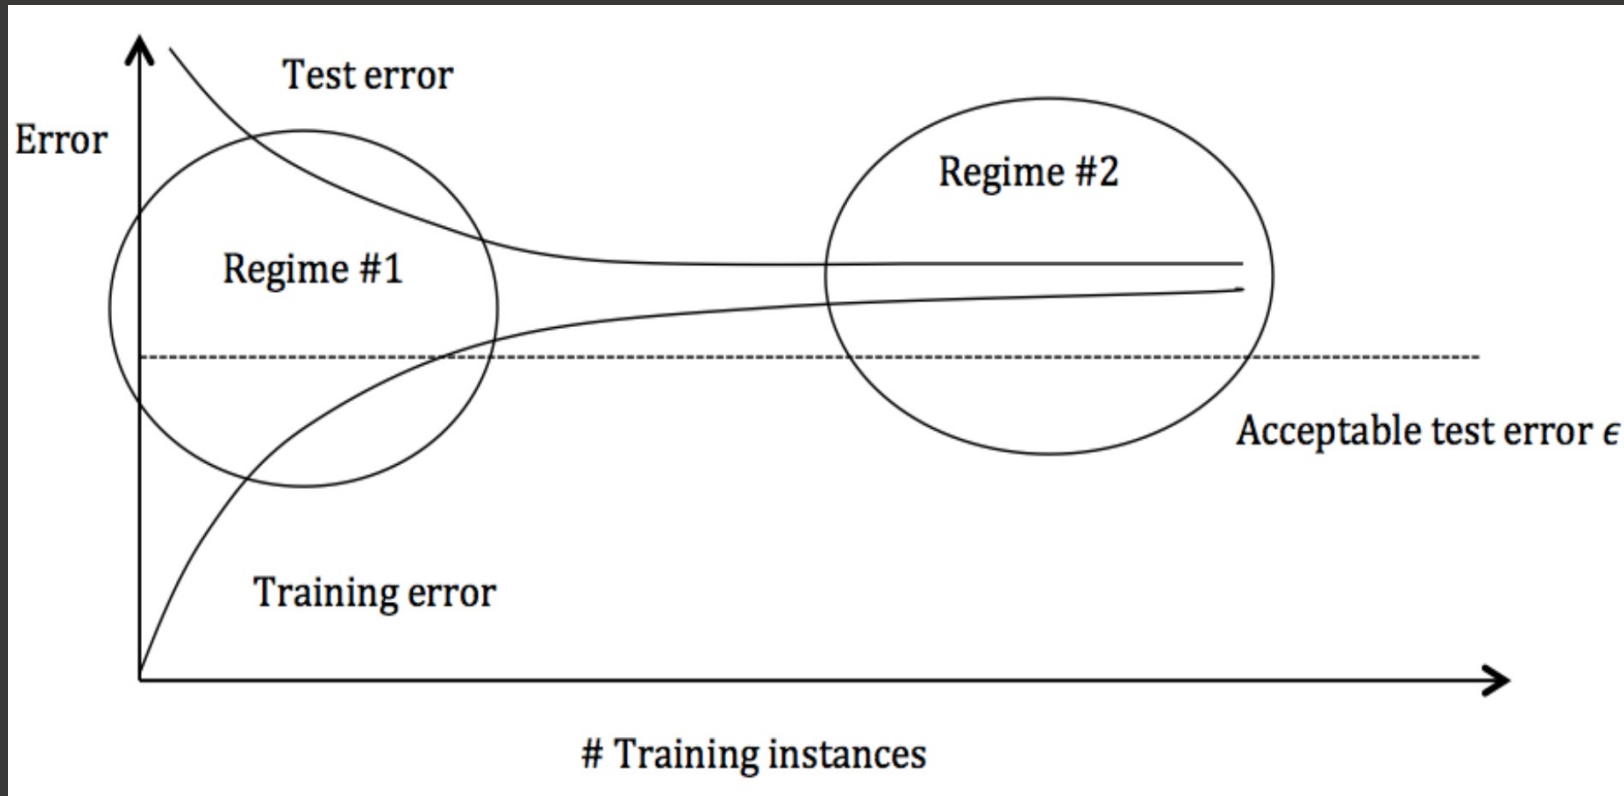 Test error
Error
Regime #2
Regime #1
Acceptable test error ϵ
Training error
# Training instances